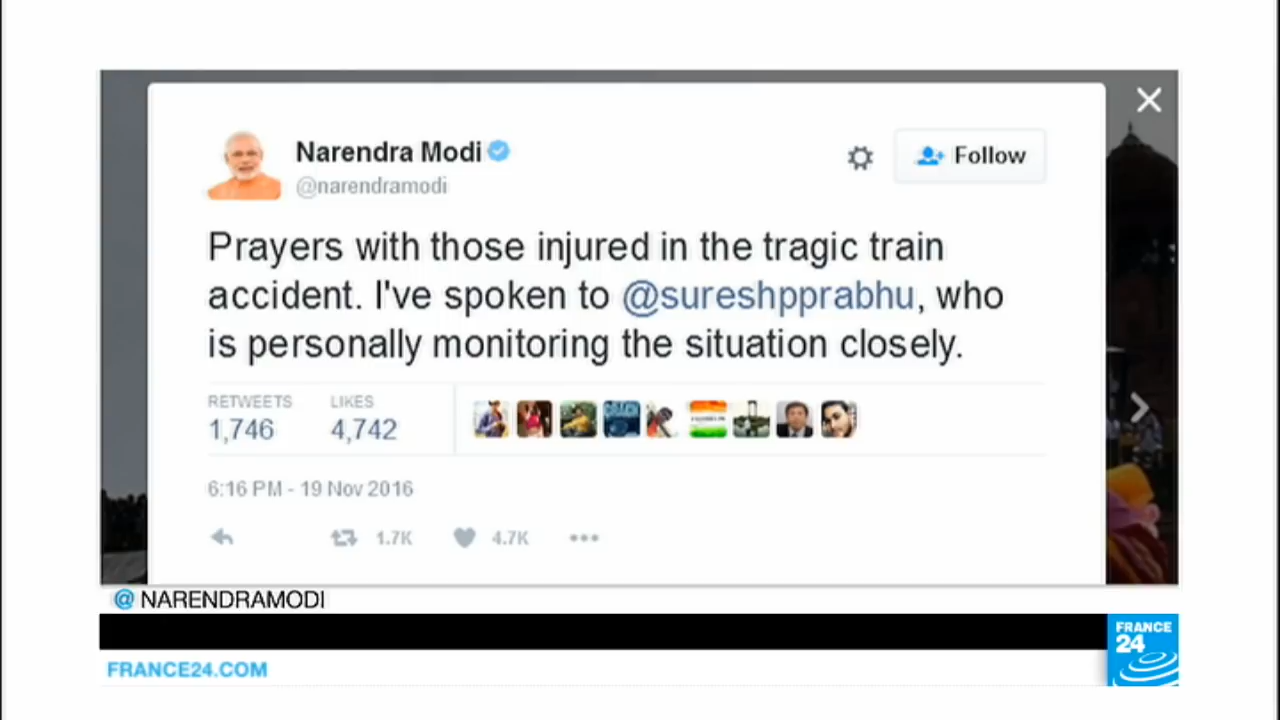 Narendra Modi
@narendramodi
Follow
Prayers with those injured in the tragic train
accident. I've spoken to @sureshpprabhu, who
is personally monitoring the situation closely.
RETWEETS
1,746
LIKES
4,742
6:16 PM - 19 Nov 2016
1.7K
4.7K
@ NARENDRAMODI
FRANCE
24
FRANCE24.COM